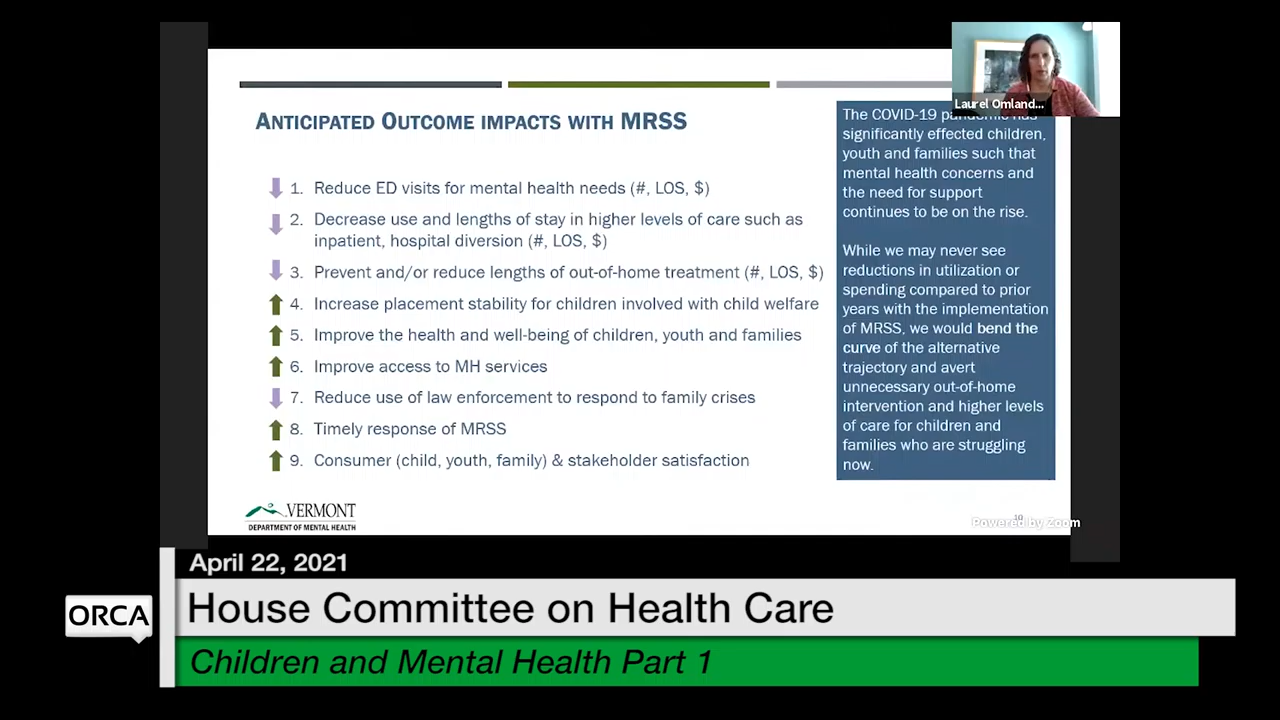 Laurel Omland...
ANTICIPATED OUTCOME IMPACTS WITH MRSS
1. Reduce ED visits for mental health needs (#, LOS, $)
2. Decrease use and lengths of stay in higher levels of care such as
inpatient, hospital diversion (#, LOS, $)
3. Prevent and/or reduce lengths of out-of-home treatment (#, LOS, $)
4. Increase placement stability for children involved with child welfare
5. Improve the health and well-being of children, youth and families
6. Improve access to MH services
7. Reduce use of law enforcement to respond to family crises
8. Timely response of MRSS
9. Consumer (child, youth, family) & stakeholder satisfaction
The COVID-19 pandemic has
significantly effected children,
youth and families such that
mental health concerns and
the need for support
continues to be on the rise.
While we may never see
reductions in utilization or
spending compared to prior
years with the implementation
of MRSS, we would bend the
curve of the alternative
trajectory and avert
unnecessary out-of-home
intervention and higher levels
of care for children and
families who are struggling
now.
VERMONT
DEPARTMENT OF MENTAL HEALTH
10
Powered by Zoom
April 22, 2021
ORCA
House Committee on Health Care
Children and Mental Health Part 1